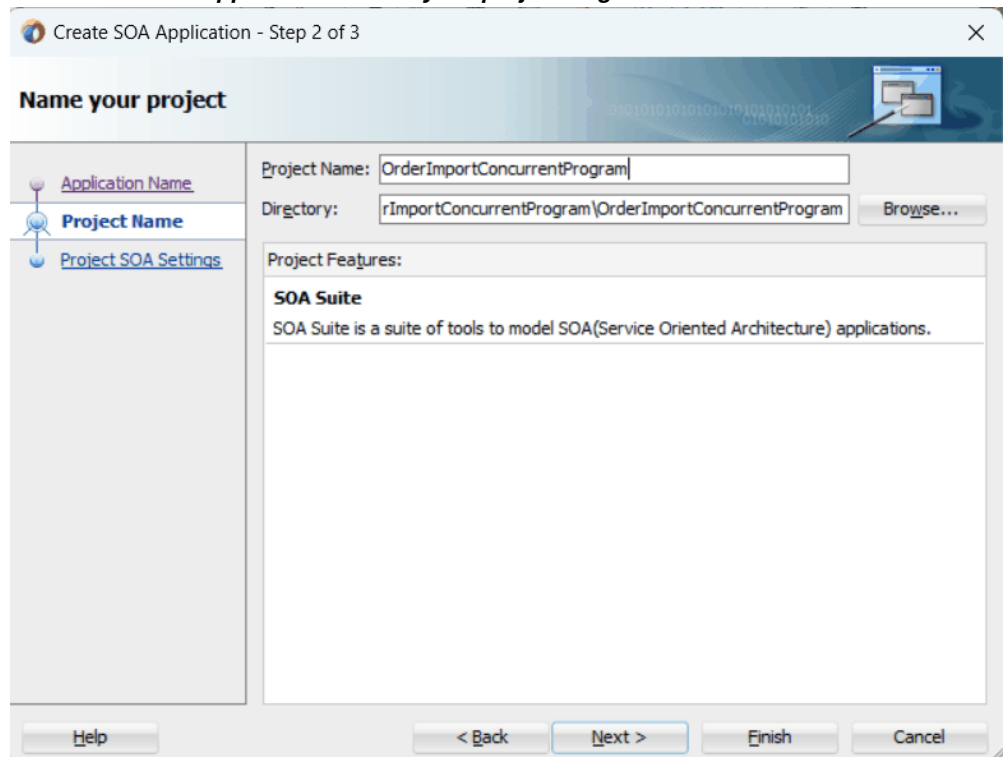 Create SOA Application - Step 2 of 3
Name your project
Application Name
Project Name
Project SOA Settings
Project Name: OrderImportConcurrentProgram
Directory: rImportConcurrentProgram\OrderImportConcurrentProgram Browse...
Project Features:
SOA Suite
SOA Suite is a suite of tools to model SOA(Service Oriented Architecture) applications.
Help < Back Next > Finish Cancel